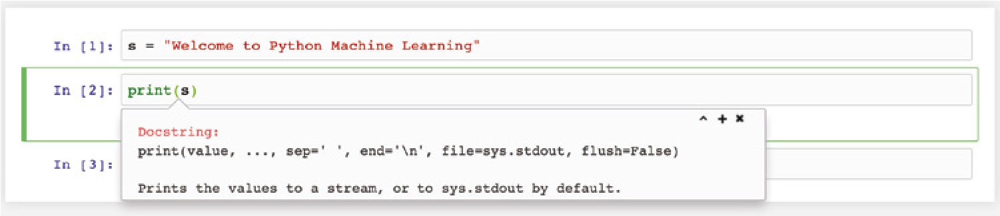 In [1]: s = "Welcome to Python Machine Learning"
In [2]: print(s)
Docstring:
print(value, ..., sep=' ', end='\n', file=sys.stdout, flush=False)
In [3]:
Prints the values to a stream, or to sys.stdout by default.